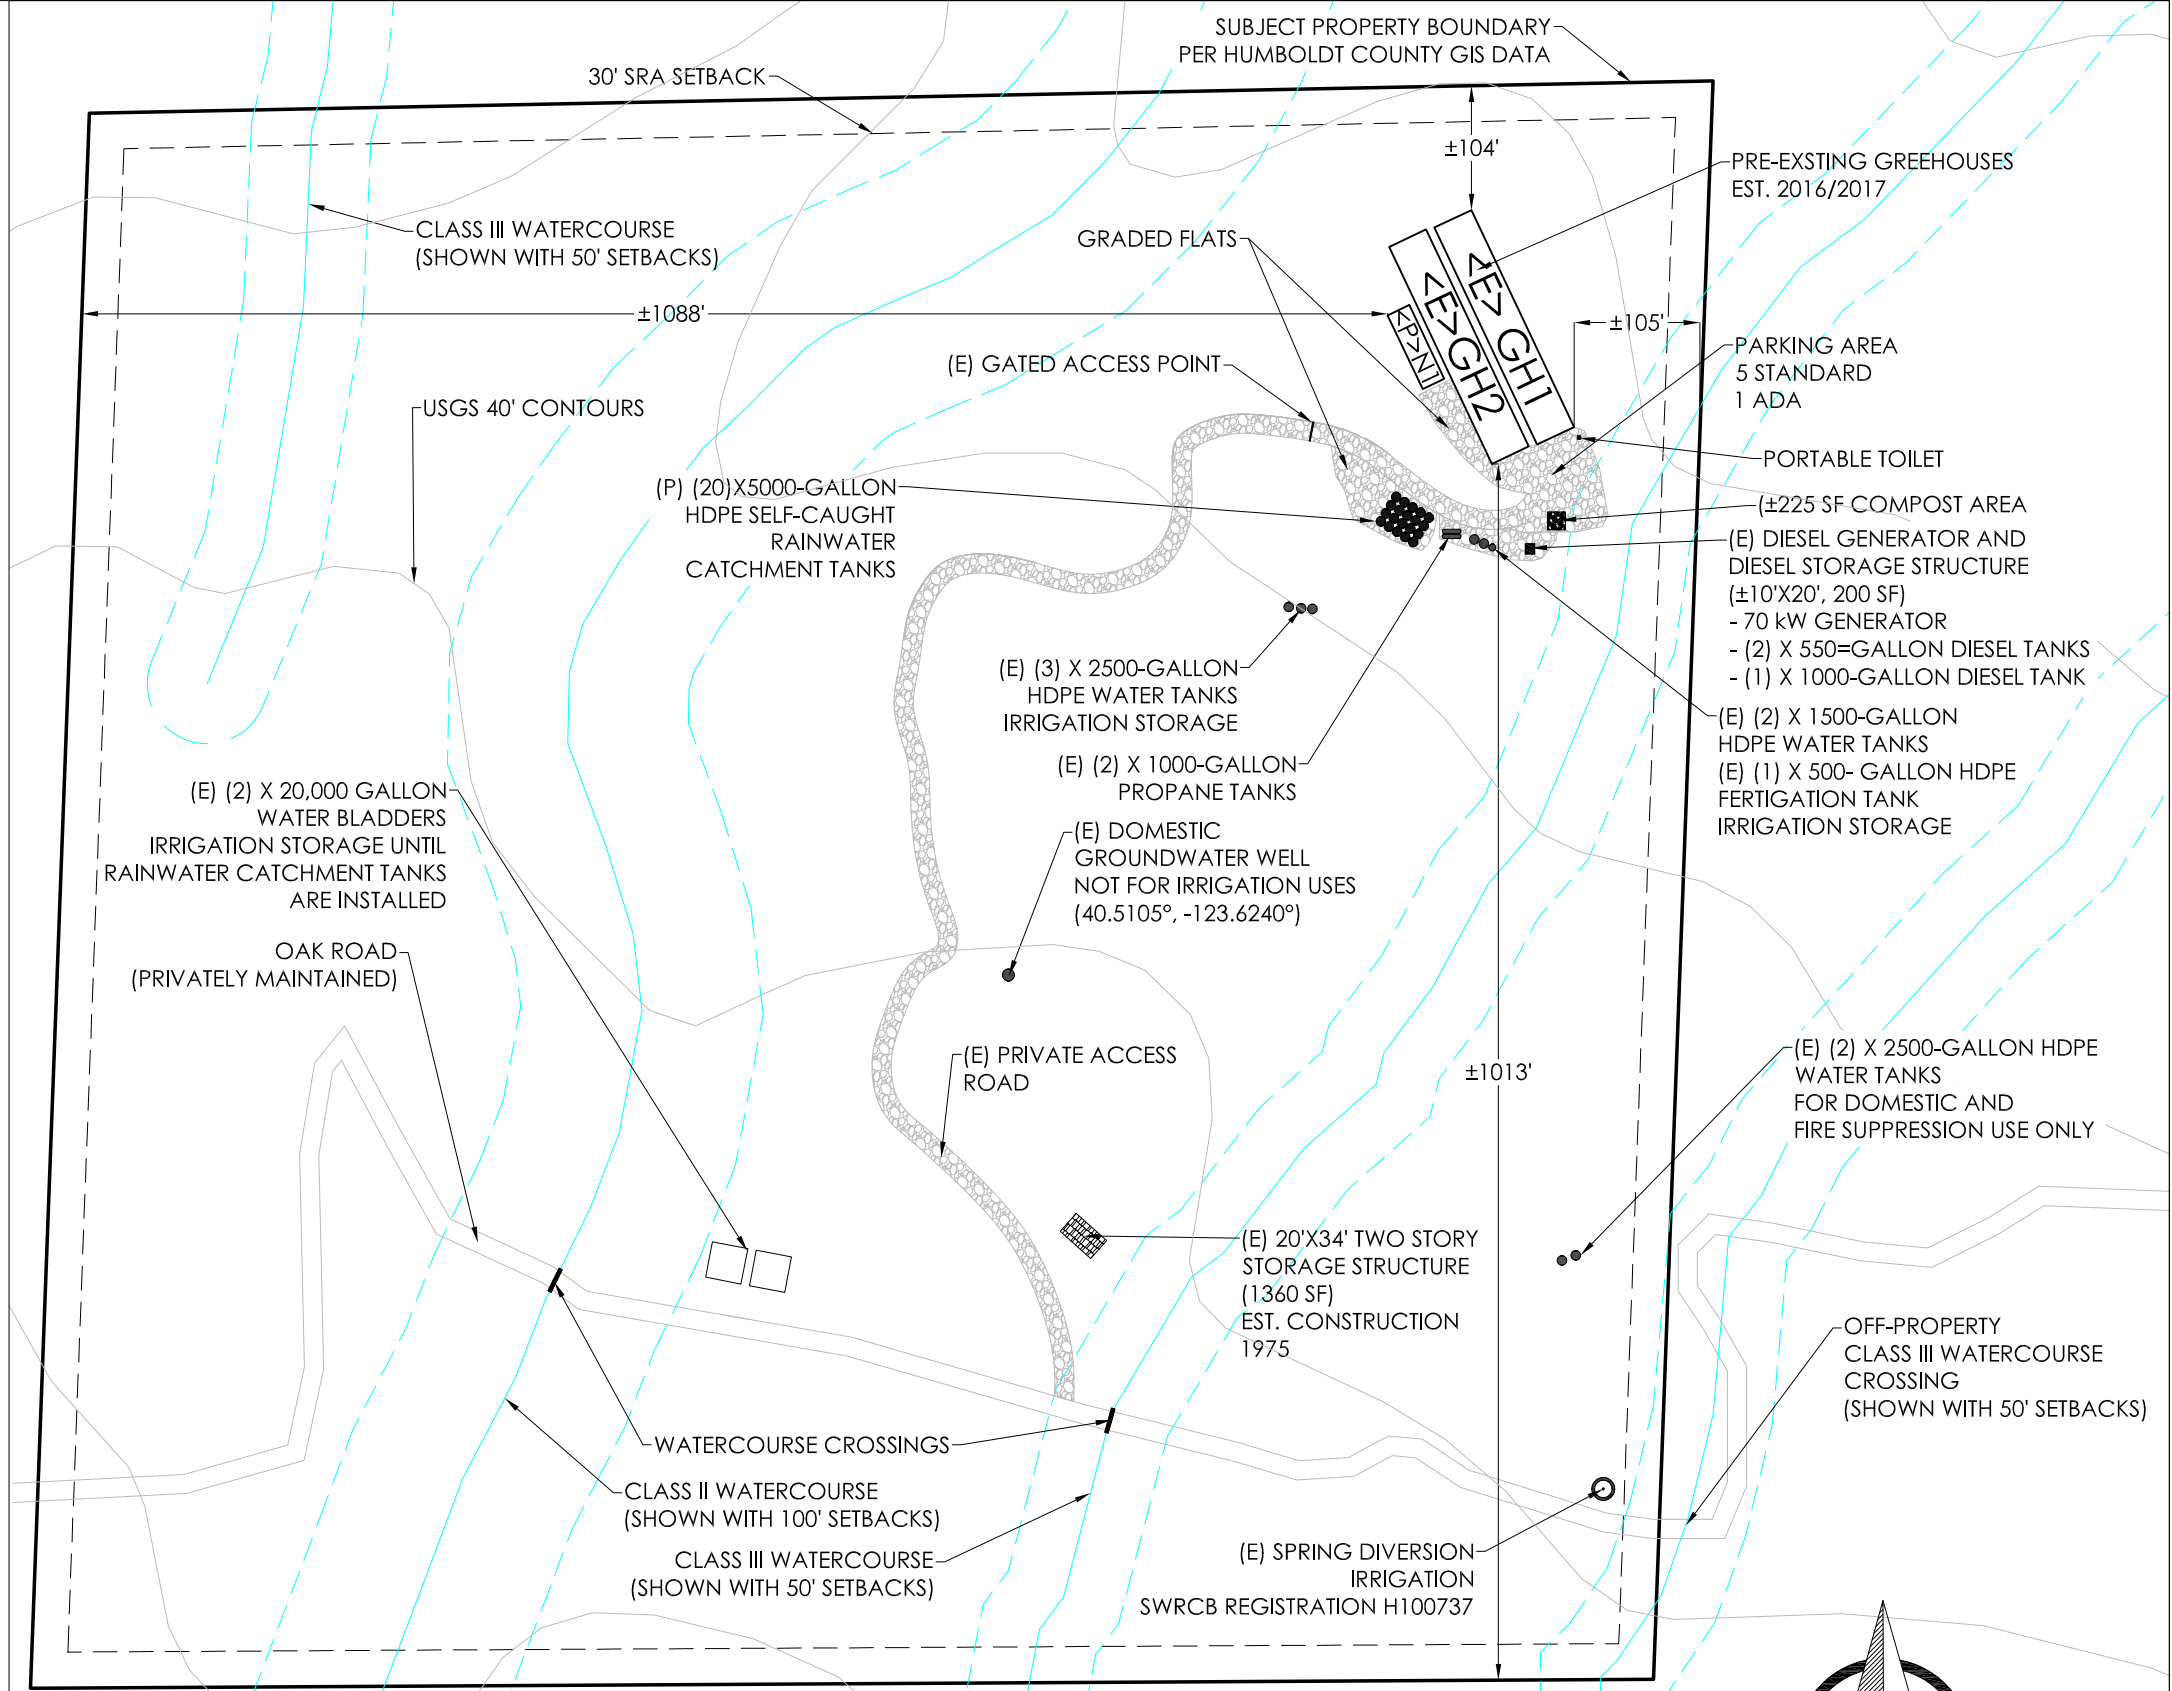 SUBJECT PROPERTY BOUNDARY
PER HUMBOLDT COUNTY GIS DATA
30' SRA SETBACK
±104'
PRE-EXSTING GREEHOUSES
EST. 2016/2017
CLASS III WATERCOURSE
(SHOWN WITH 50' SETBACKS)
GRADED FLATS
<E> GH1
<E>GH2
<P>N1
±1088'
±105'
PARKING AREA
5 STANDARD
1 ADA
(E) GATED ACCESS POINT
USGS 40' CONTOURS
PORTABLE TOILET
(P) (20)X5000-GALLON
HDPE SELF-CAUGHT
RAINWATER
CATCHMENT TANKS
(±225 SF COMPOST AREA
(E) DIESEL GENERATOR AND
DIESEL STORAGE STRUCTURE
(±10'X20', 200 SF)
- 70 kW GENERATOR
- (2) X 550=GALLON DIESEL TANKS
- (1) X 1000-GALLON DIESEL TANK
(E) (3) X 2500-GALLON
HDPE WATER TANKS
IRRIGATION STORAGE
(E) (2) X 1500-GALLON
HDPE WATER TANKS
(E) (1) X 500- GALLON HDPE
FERTIGATION TANK
IRRIGATION STORAGE
(E) (2) X 1000-GALLON
PROPANE TANKS
(E) (2) X 20,000 GALLON
WATER BLADDERS
IRRIGATION STORAGE UNTIL
RAINWATER CATCHMENT TANKS
ARE INSTALLED
(E) DOMESTIC
GROUNDWATER WELL
NOT FOR IRRIGATION USES
(40.5105°, -123.6240°)
OAK ROAD
(PRIVATELY MAINTAINED)
(E) PRIVATE ACCESS
ROAD
±1013'
(E) (2) X 2500-GALLON HDPE
WATER TANKS
FOR DOMESTIC AND
FIRE SUPPRESSION USE ONLY
(E) 20'X34' TWO STORY
STORAGE STRUCTURE
(1360 SF)
EST. CONSTRUCTION
1975
OFF-PROPERTY
CLASS III WATERCOURSE
CROSSING
(SHOWN WITH 50' SETBACKS)
WATERCOURSE CROSSINGS
CLASS II WATERCOURSE
(SHOWN WITH 100' SETBACKS)
CLASS III WATERCOURSE
(SHOWN WITH 50' SETBACKS)
(E) SPRING DIVERSION
IRRIGATION
SWRCB REGISTRATION H100737